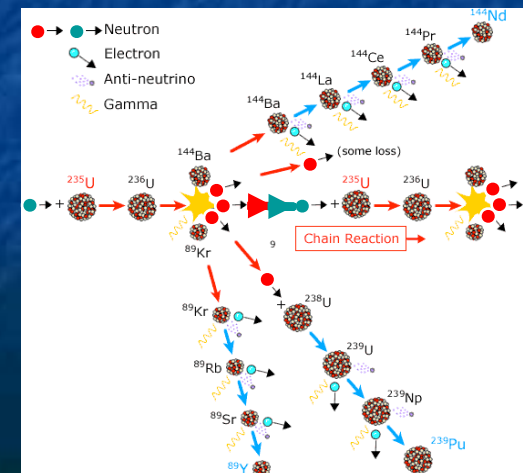 Neutron
Electron
Anti-neutrino
Gamma
¹⁴⁴Nd
¹⁴⁴Pr
¹⁴⁴Ce
¹⁴⁴La
¹⁴⁴Ba
(some loss)
¹⁴⁴Ba
+ ²³⁵U ²³⁶U
+ ²³⁵U ²³⁶U
9
Chain Reaction
⁸⁹Kr
⁸⁹Kr
+ ²³⁸U
²³⁹U
⁸⁹Rb
²³⁹Np
⁸⁹Sr
²³⁹Pu
⁸⁹Y